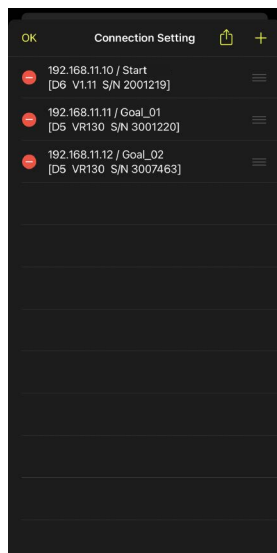 OK Connection Setting +
192.168.11.10 / Start
[D6 V1.11 S/N 2001219]
192.168.11.11 / Goal_01
[D5 VR130 S/N 3001220]
192.168.11.12 / Goal_02
[D5 VR130 S/N 3007463]